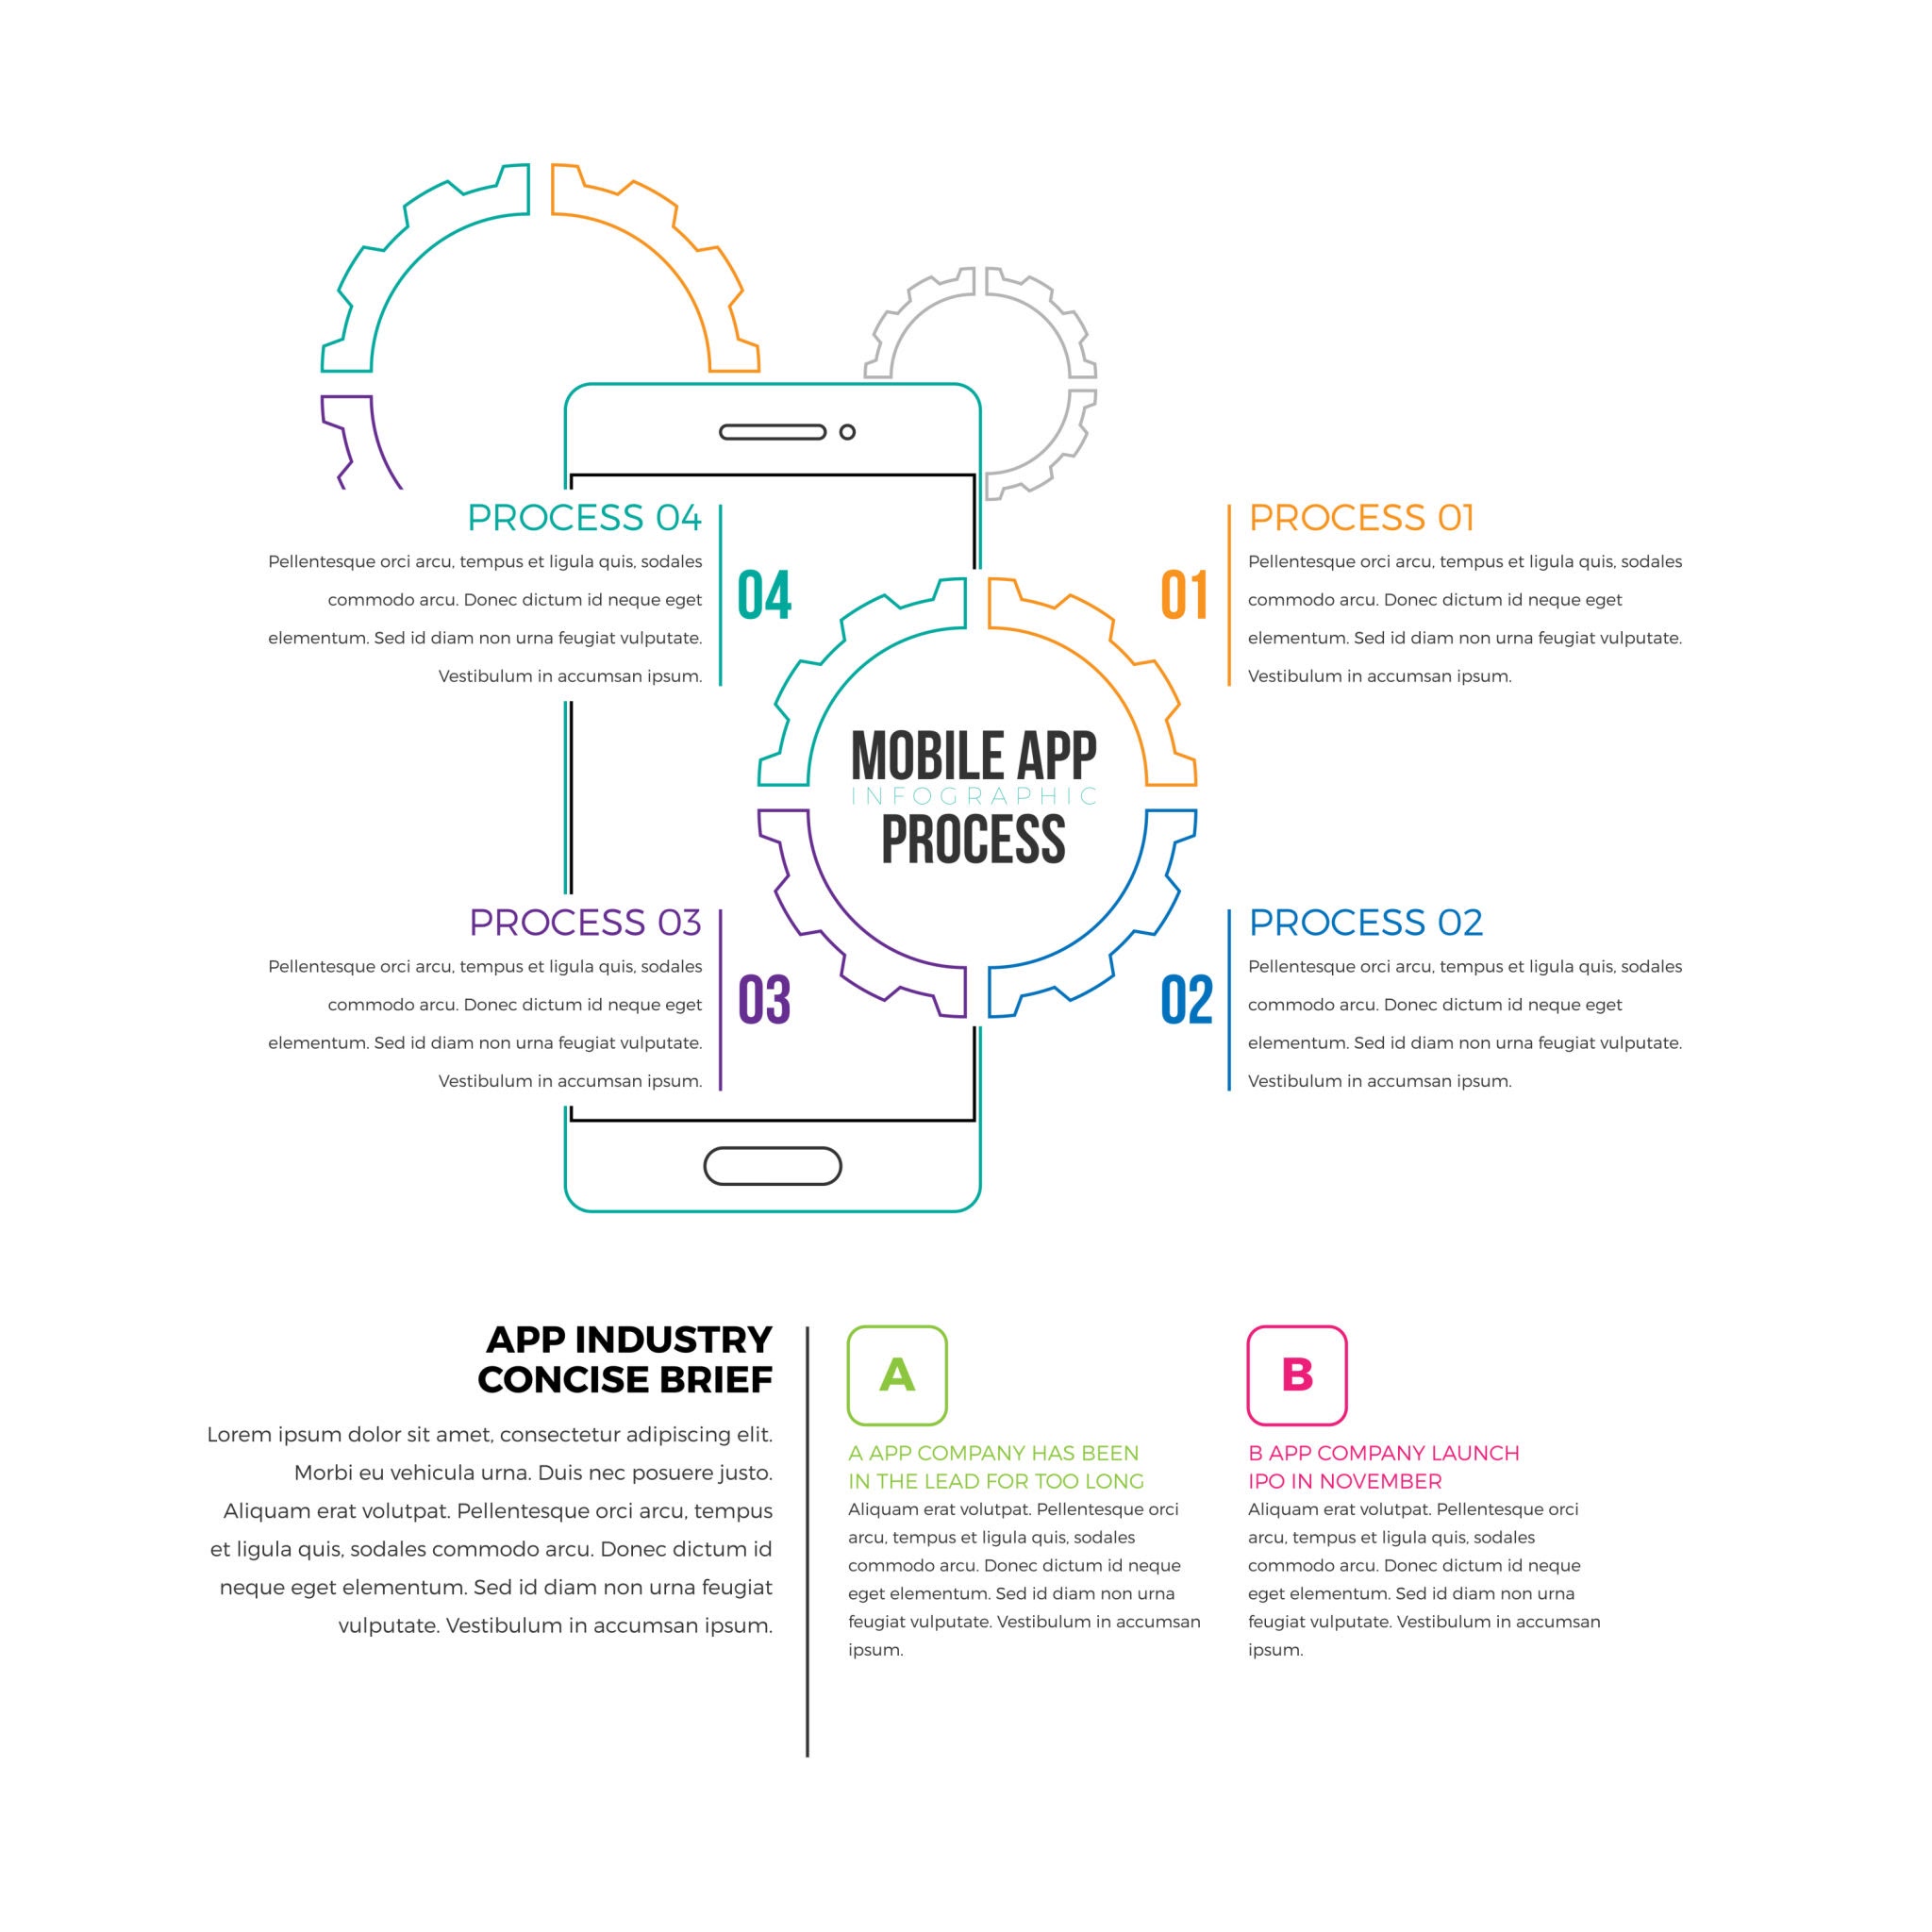 PROCESS 04
Pellentesque orci arcu, tempus et ligula quis, sodales
commodo arcu. Donec dictum id neque eget
elementum. Sed id diam non urna feugiat vulputate.
Vestibulum in accumsan ipsum.
04
01
PROCESS 01
Pellentesque orci arcu, tempus et ligula quis, sodales
commodo arcu. Donec dictum id neque eget
elementum. Sed id diam non urna feugiat vulputate.
Vestibulum in accumsan ipsum.
MOBILE APP
INFOGRAPHIC
PROCESS
PROCESS 03
Pellentesque orci arcu, tempus et ligula quis, sodales
commodo arcu. Donec dictum id neque eget
elementum. Sed id diam non urna feugiat vulputate.
Vestibulum in accumsan ipsum.
03
02
PROCESS 02
Pellentesque orci arcu, tempus et ligula quis, sodales
commodo arcu. Donec dictum id neque eget
elementum. Sed id diam non urna feugiat vulputate.
Vestibulum in accumsan ipsum.
APP INDUSTRY
CONCISE BRIEF
Lorem ipsum dolor sit amet, consectetur adipiscing elit.
Morbi eu vehicula urna. Duis nec posuere justo.
Aliquam erat volutpat. Pellentesque orci arcu, tempus
et ligula quis, sodales commodo arcu. Donec dictum id
neque eget elementum. Sed id diam non urna feugiat
vulputate. Vestibulum in accumsan ipsum.
A
A APP COMPANY HAS BEEN
IN THE LEAD FOR TOO LONG
Aliquam erat volutpat. Pellentesque orci
arcu, tempus et ligula quis, sodales
commodo arcu. Donec dictum id neque
eget elementum. Sed id diam non urna
feugiat vulputate. Vestibulum in accumsan
ipsum.
B
B APP COMPANY LAUNCH
IPO IN NOVEMBER
Aliquam erat volutpat. Pellentesque orci
arcu, tempus et ligula quis, sodales
commodo arcu. Donec dictum id neque
eget elementum. Sed id diam non urna
feugiat vulputate. Vestibulum in accumsan
ipsum.